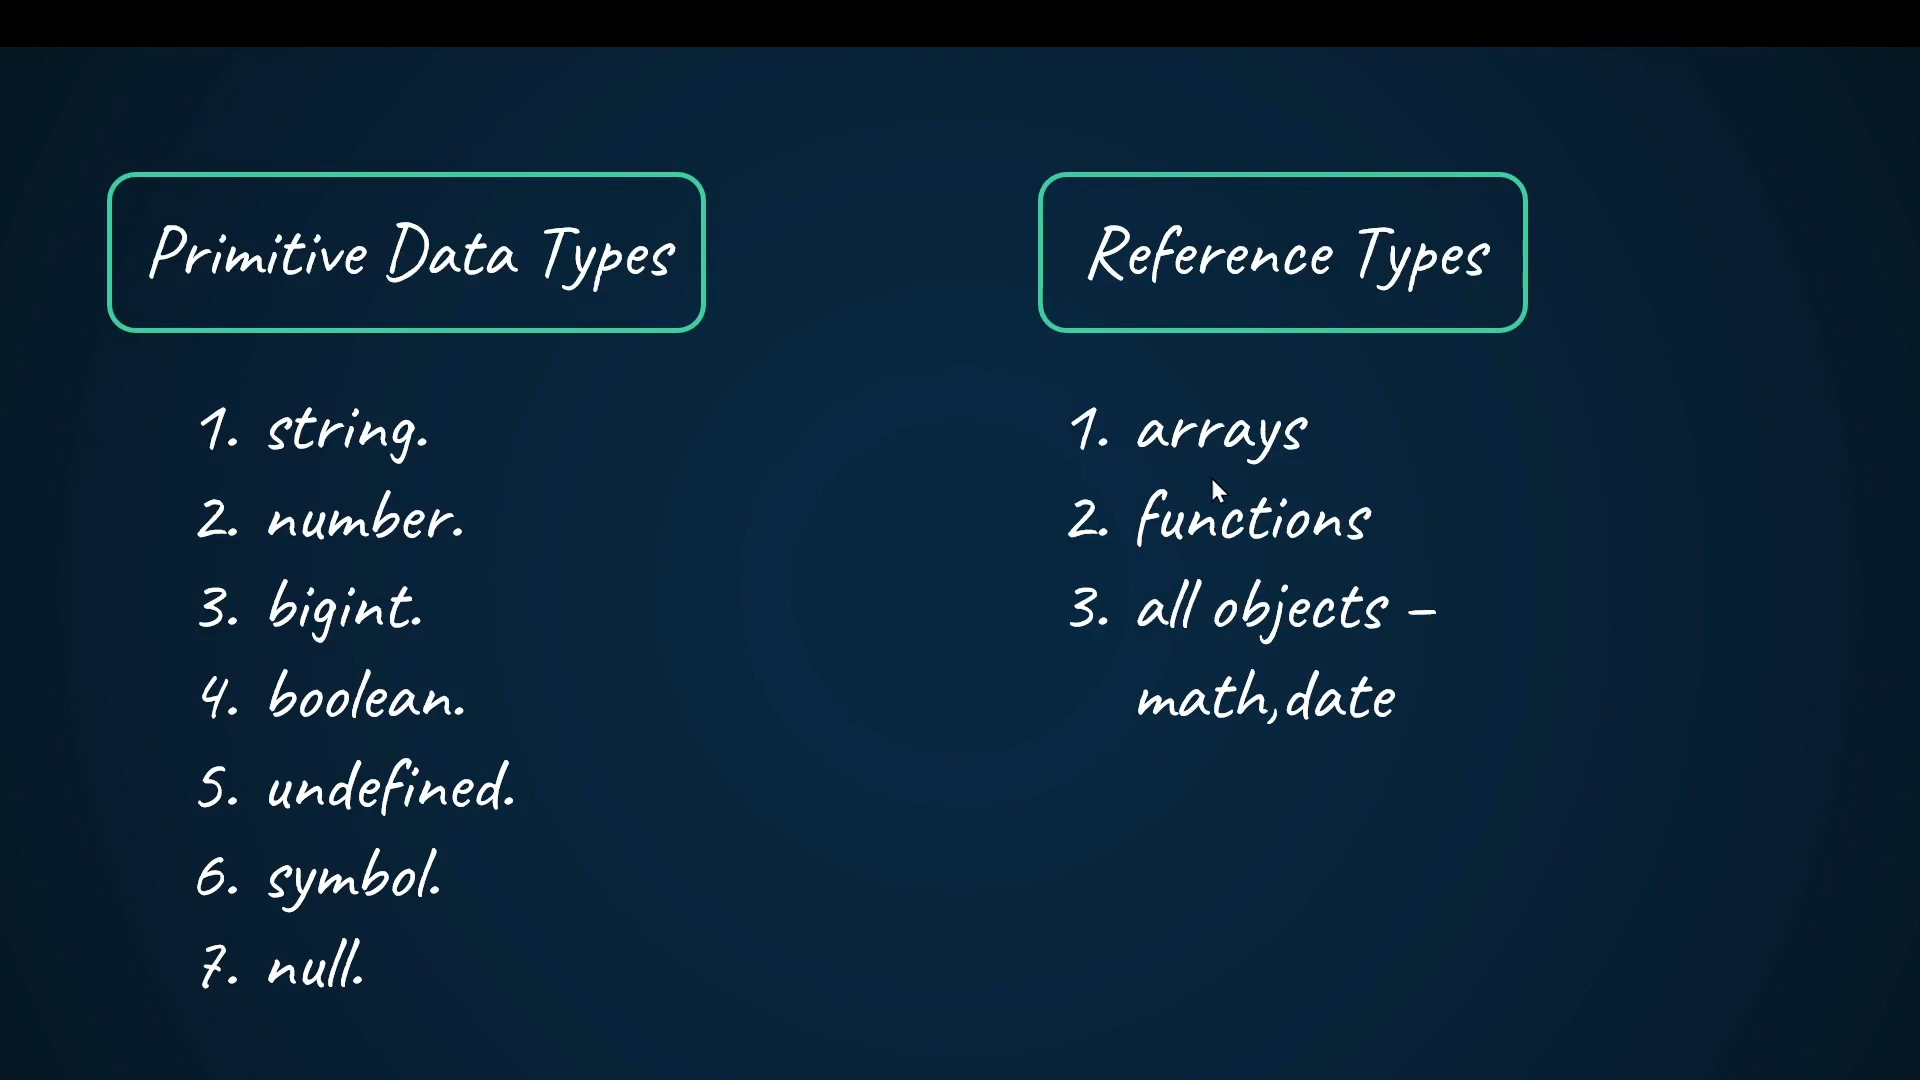 Primitive Data Types
1. string.
2. number.
3. bigint.
4. boolean.
5. undefined.
6. symbol.
7. null.
Reference Types
1. arrays
2. functions
3. all objects –
math,date